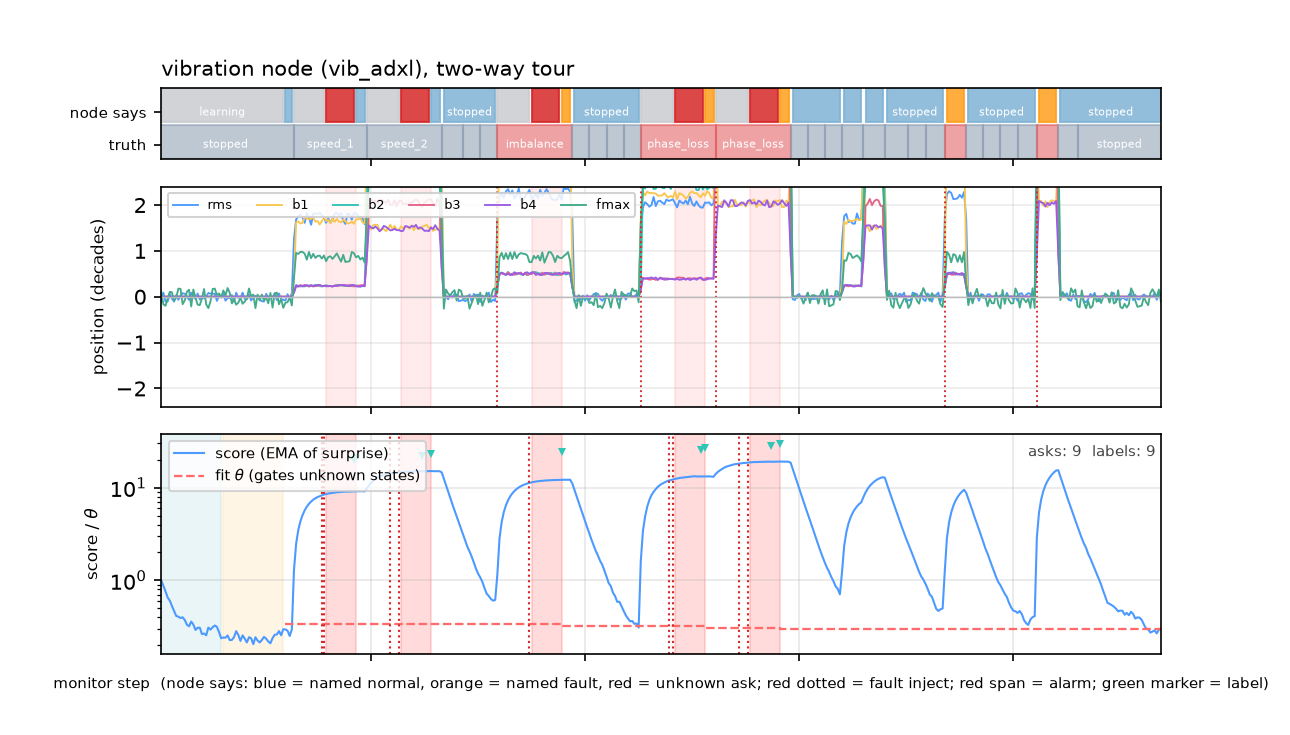 vibration node (vib_adxl), two-way tour
node says
learning
stopped
stopped
stopped
stopped
stopped
truth
stopped
speed_1
speed_2
imbalance
phase_loss
phase_loss
stopped
position (decades)
2
1
0
−1
−2
rms
b1
b2
b3
b4
fmax
score / θ
10¹
10⁰
score (EMA of surprise)
fit θ (gates unknown states)
asks: 9 labels: 9
monitor step (node says: blue = named normal, orange = named fault, red = unknown ask; red dotted = fault inject; red span = alarm; green marker = label)